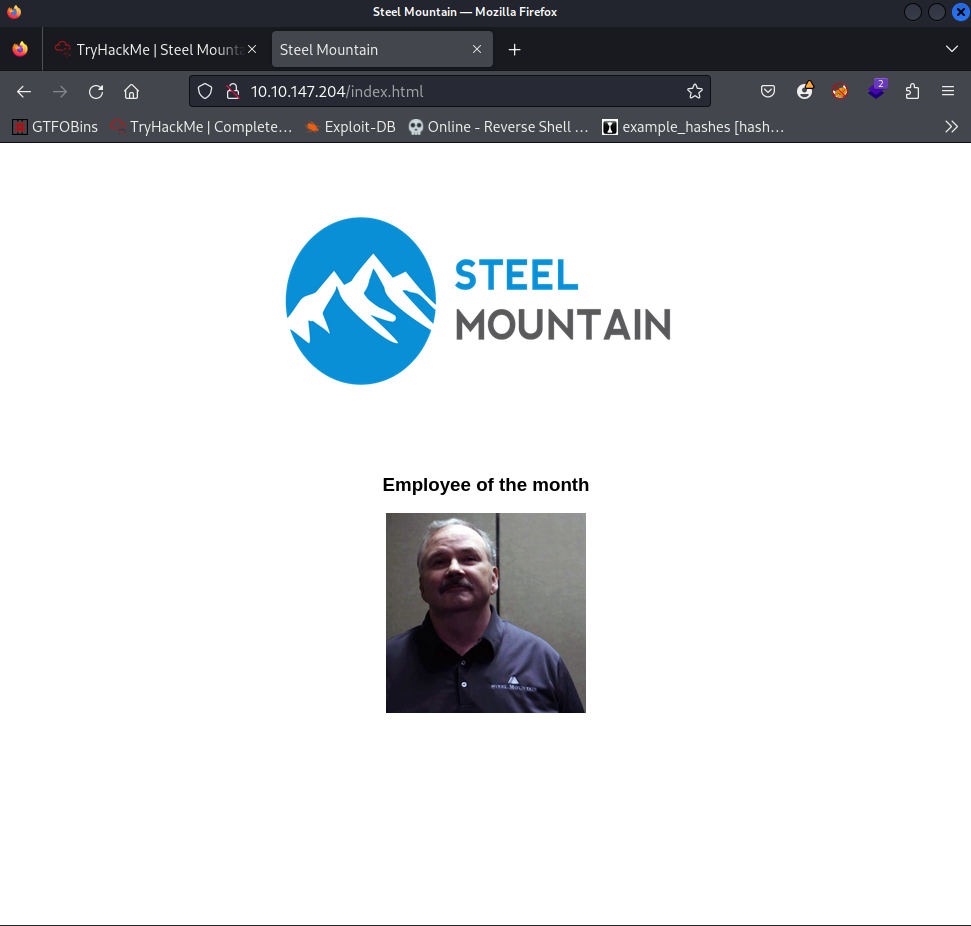 Steel Mountain — Mozilla Firefox
TryHackMe | Steel Mount
Steel Mountain
10.10.147.204/index.html
2
GTFOBins
TryHackMe | Complete…
Exploit-DB
Online - Reverse Shell …
example_hashes [hash…
STEEL
MOUNTAIN
Employee of the month
STEEL MOUNTAIN